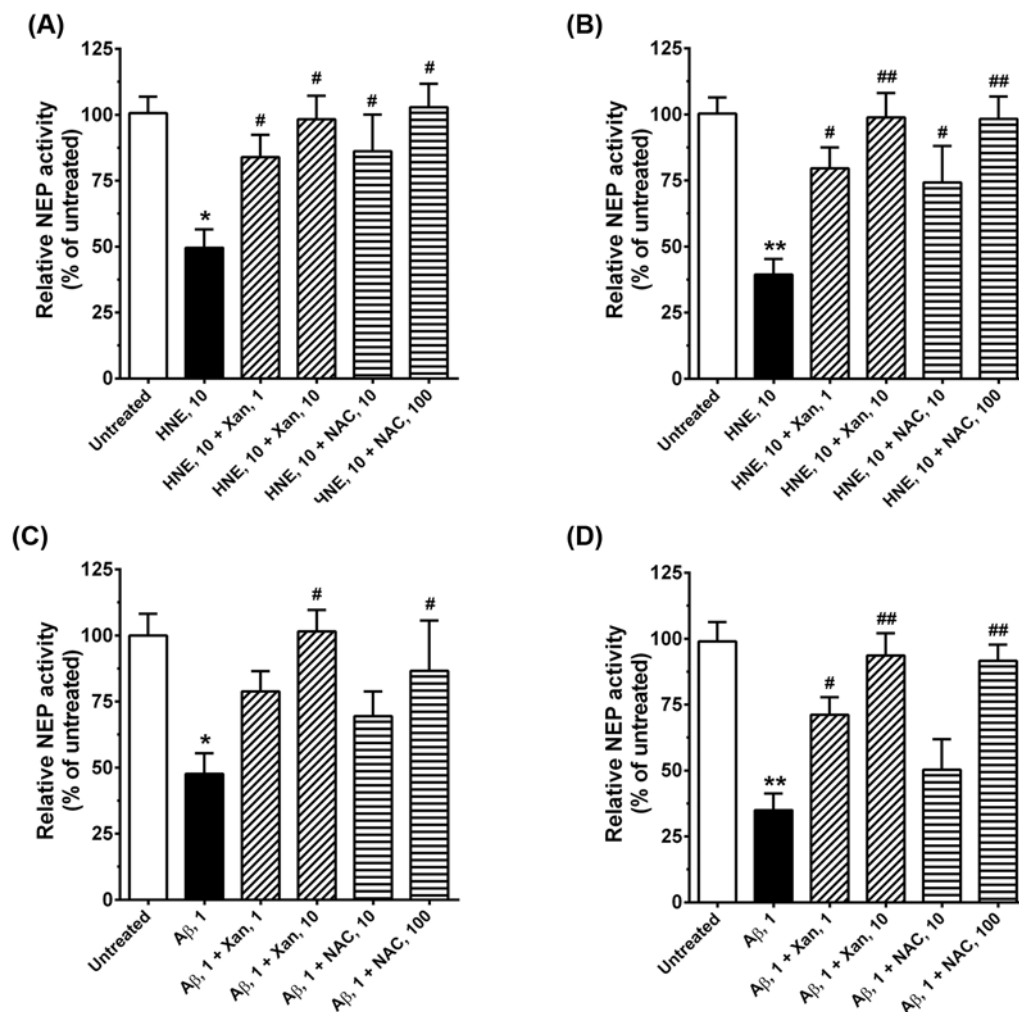 (A)
Relative NEP activity
(% of untreated)
125
100
75
50
25
0
*
#
#
#
#
Untreated
HNE, 10
HNE, 10 + Xan, 1
HNE, 10 + Xan, 10
HNE, 10 + NAC, 10
HNE, 10 + NAC, 100
(B)
Relative NEP activity
(% of untreated)
125
100
75
50
25
0
**
#
##
#
##
Untreated
HNE, 10
HNE, 10 + Xan, 1
HNE, 10 + Xan, 10
HNE, 10 + NAC, 10
HNE, 10 + NAC, 100
(C)
Relative NEP activity
(% of untreated)
125
100
75
50
25
0
*
#
#
Untreated
Aβ, 1
Aβ, 1 + Xan, 1
Aβ, 1 + Xan, 10
Aβ, 1 + NAC, 10
Aβ, 1 + NAC, 100
(D)
Relative NEP activity
(% of untreated)
125
100
75
50
25
0
**
#
##
##
Untreated
Aβ, 1
Aβ, 1 + Xan, 1
Aβ, 1 + Xan, 10
Aβ, 1 + NAC, 10
Aβ, 1 + NAC, 100